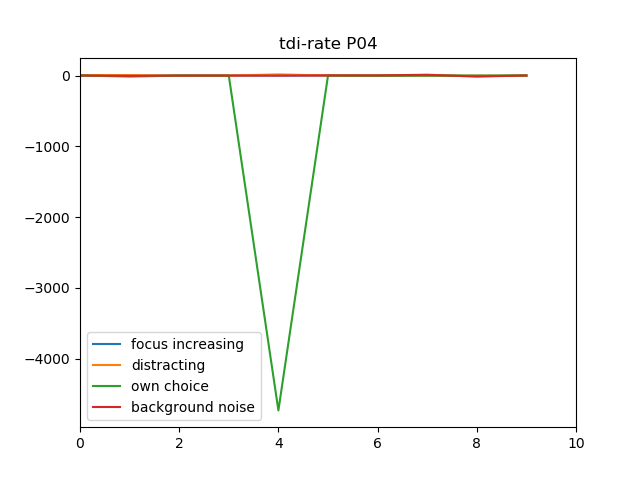 tdi-rate P04
0
−1000
−2000
−3000
−4000
focus increasing
distracting
own choice
background noise
0 2 4 6 8 10